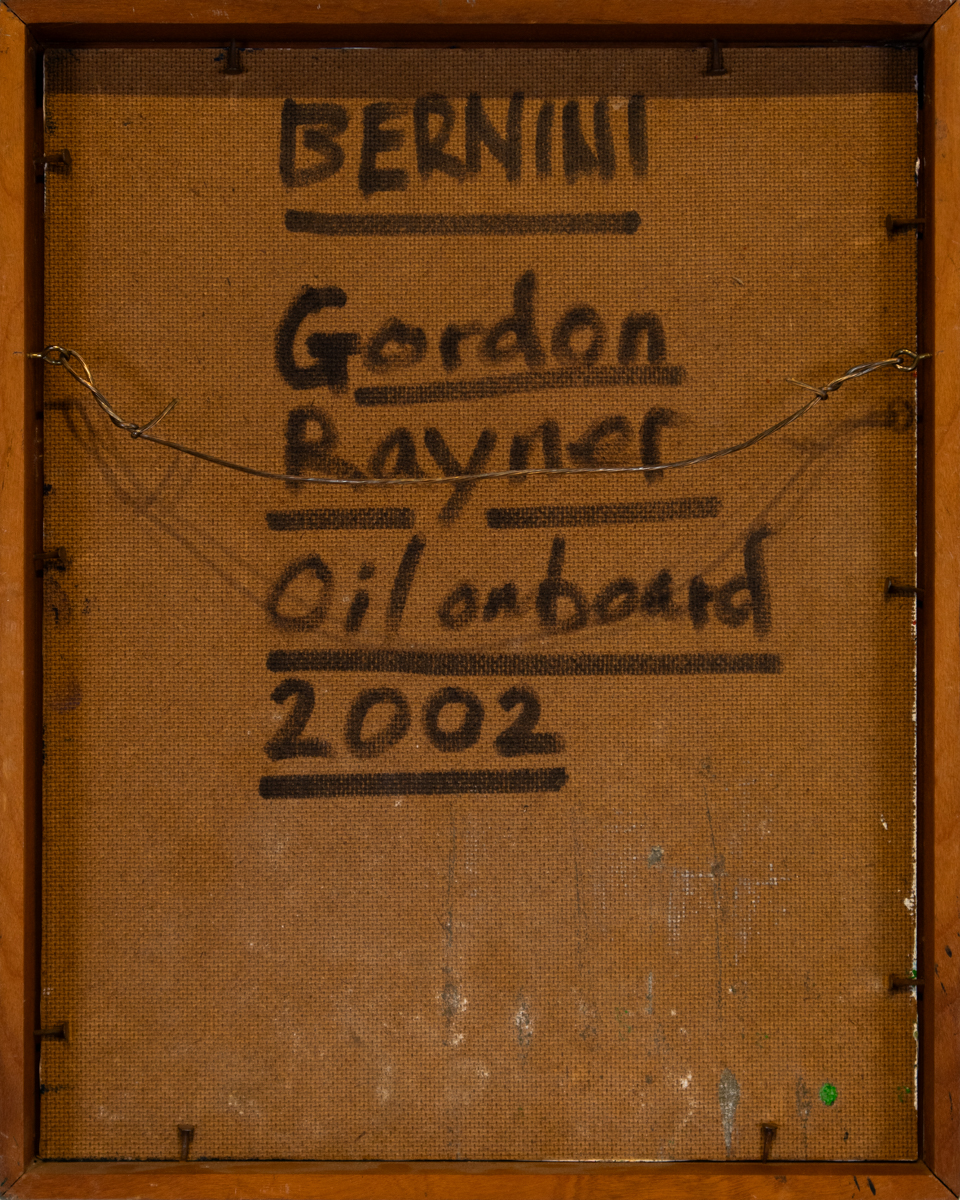 BERNINI
Gordon
Rayner
Oil on board
2002